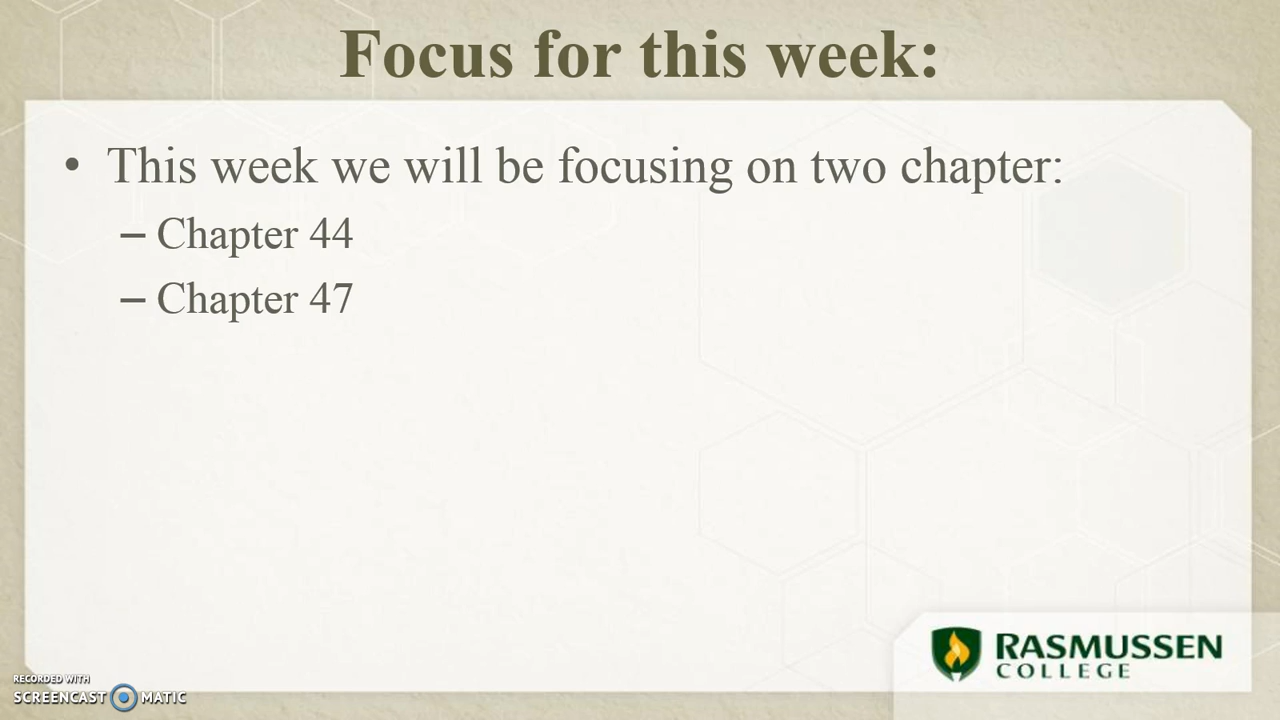 Focus for this week:
• This week we will be focusing on two chapter:
– Chapter 44
– Chapter 47
RASMUSSEN
COLLEGE
RECORDED WITH
SCREENCAST MATIC